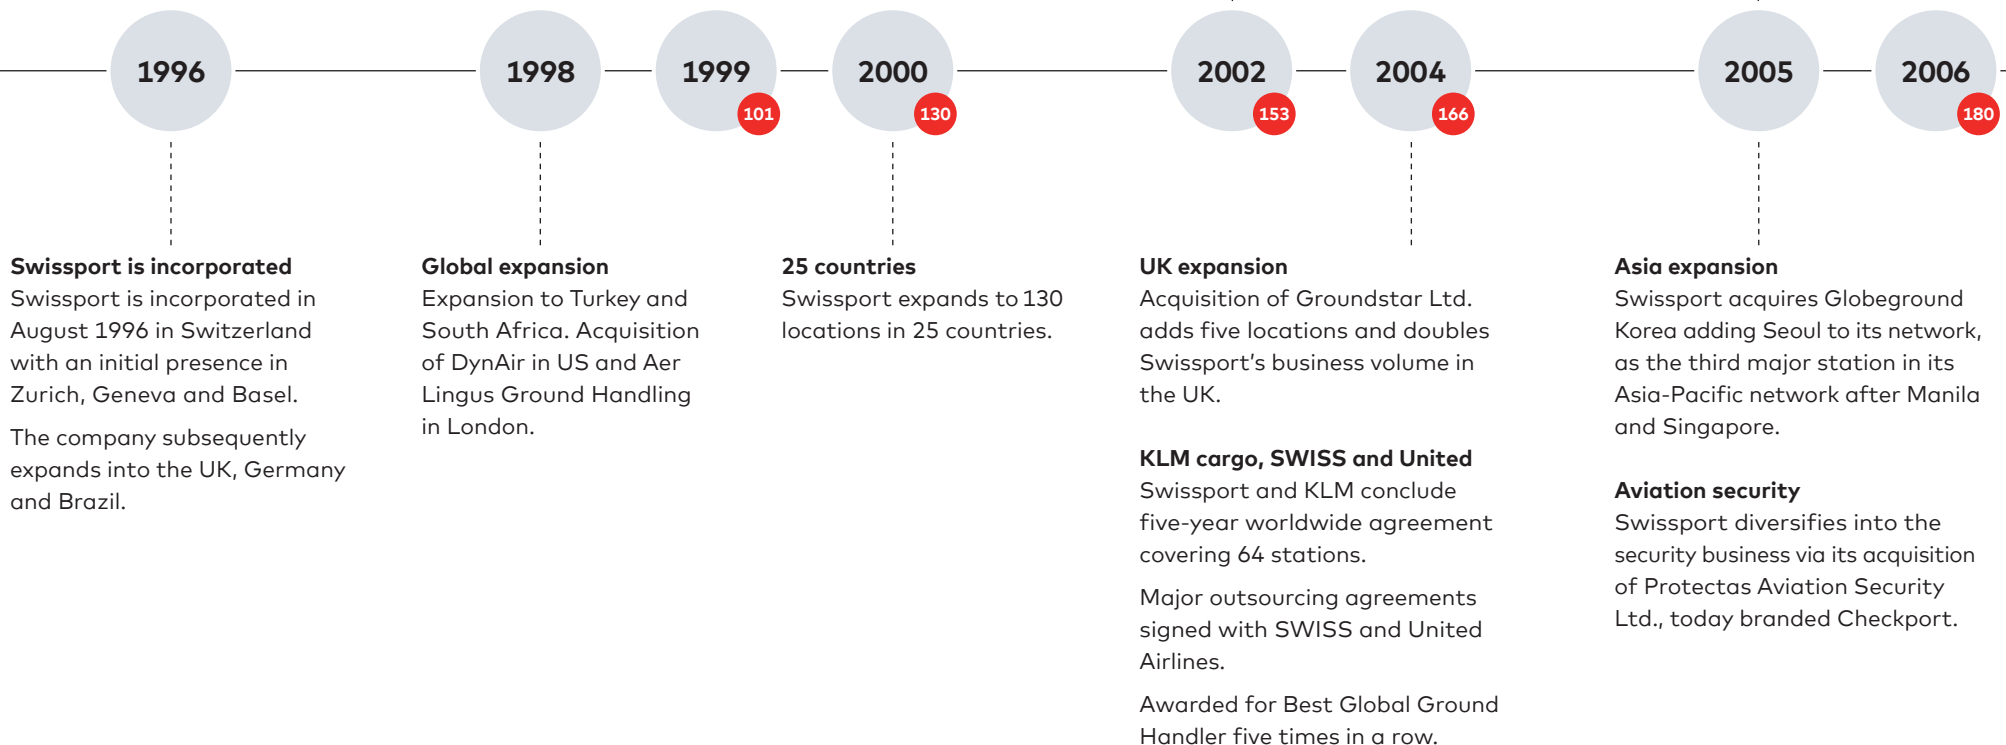 1996
1998
1999
101
2000
130
2002
153
2004
166
2005
2006
180
Swissport is incorporated
Swissport is incorporated in
August 1996 in Switzerland
with an initial presence in
Zurich, Geneva and Basel.
The company subsequently
expands into the UK, Germany
and Brazil.
Global expansion
Expansion to Turkey and
South Africa. Acquisition
of DynAir in US and Aer
Lingus Ground Handling
in London.
25 countries
Swissport expands to 130
locations in 25 countries.
UK expansion
Acquisition of Groundstar Ltd.
adds five locations and doubles
Swissport’s business volume in
the UK.
KLM cargo, SWISS and United
Swissport and KLM conclude
five-year worldwide agreement
covering 64 stations.
Major outsourcing agreements
signed with SWISS and United
Airlines.
Awarded for Best Global Ground
Handler five times in a row.
Asia expansion
Swissport acquires Globeground
Korea adding Seoul to its network,
as the third major station in its
Asia-Pacific network after Manila
and Singapore.
Aviation security
Swissport diversifies into the
security business via its acquisition
of Protectas Aviation Security
Ltd., today branded Checkport.